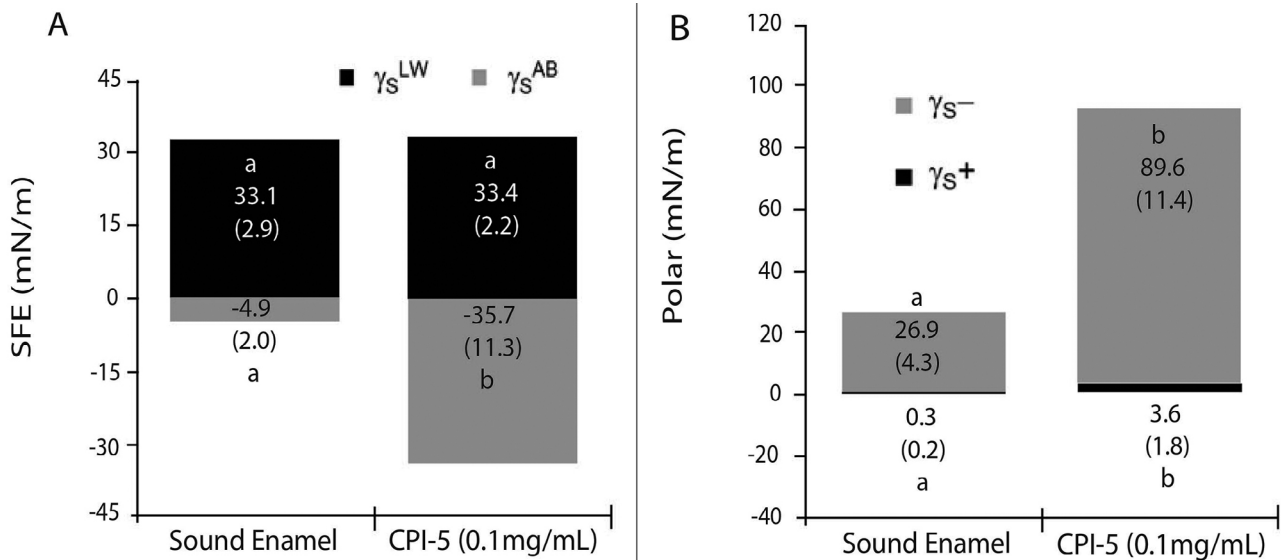 A
γS^LW γS^AB
SFE (mN/m)
45
30
15
0
-15
-30
-45
a
33.1
(2.9)
-4.9
(2.0)
a
a
33.4
(2.2)
-35.7
(11.3)
b
Sound Enamel
CPI-5 (0.1mg/mL)
B
Polar (mN/m)
120
100
80
60
40
20
0
-20
-40
γS−
γS+
a
26.9
(4.3)
0.3
(0.2)
a
b
89.6
(11.4)
3.6
(1.8)
b
Sound Enamel
CPI-5 (0.1mg/mL)